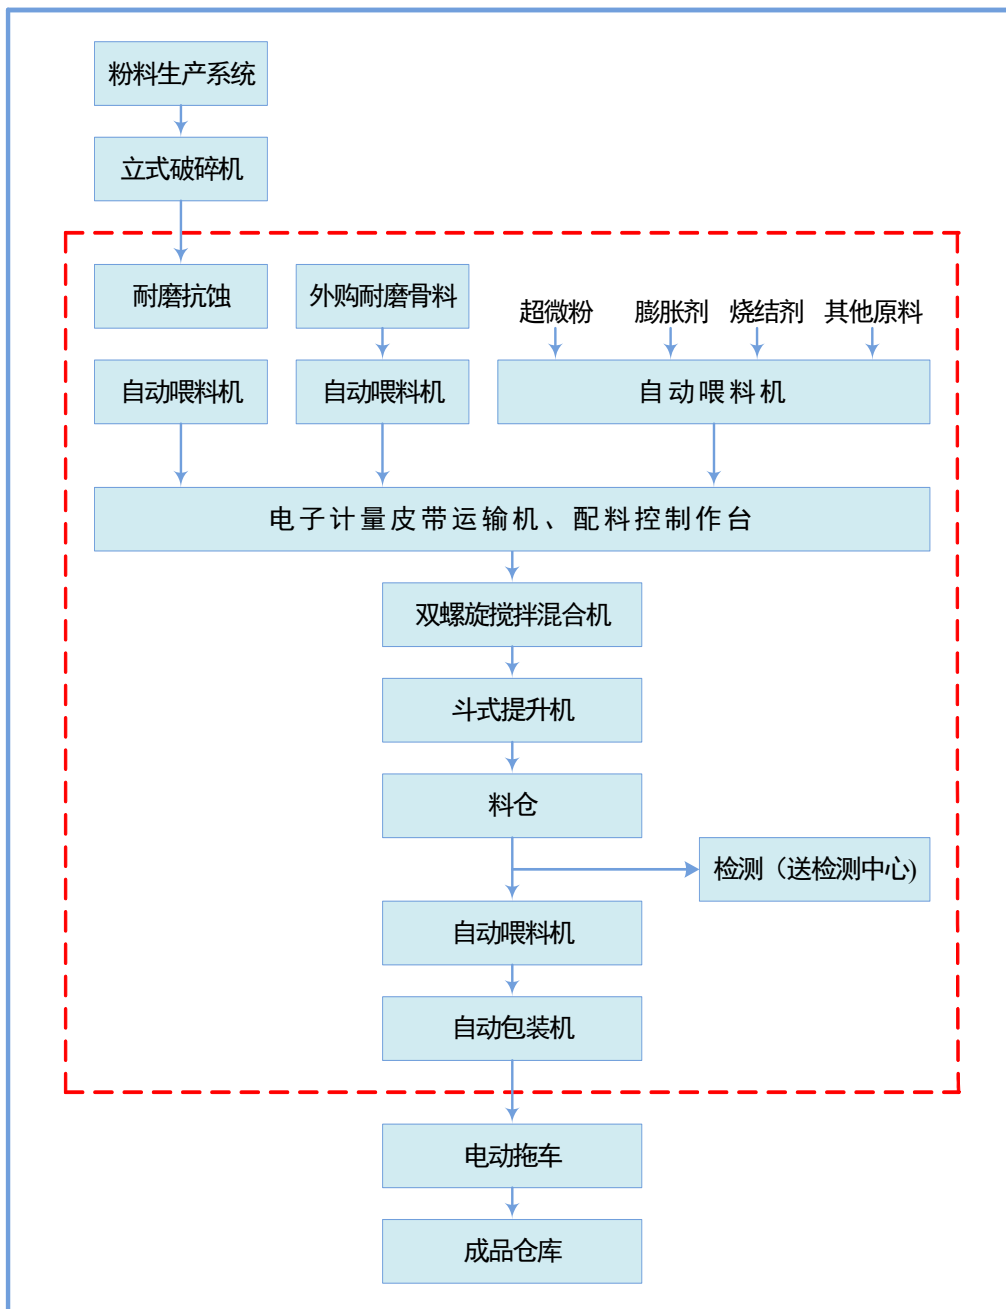 粉料生产系统
立式破碎机
耐磨抗蚀
外购耐磨骨料
超微粉
膨胀剂
烧结剂
其他原料
自动喂料机
自动喂料机
自动喂料机
电子计量皮带运输机、配料控制作台
双螺旋搅拌混合机
斗式提升机
料仓
检测（送检测中心)
自动喂料机
自动包装机
电动拖车
成品仓库